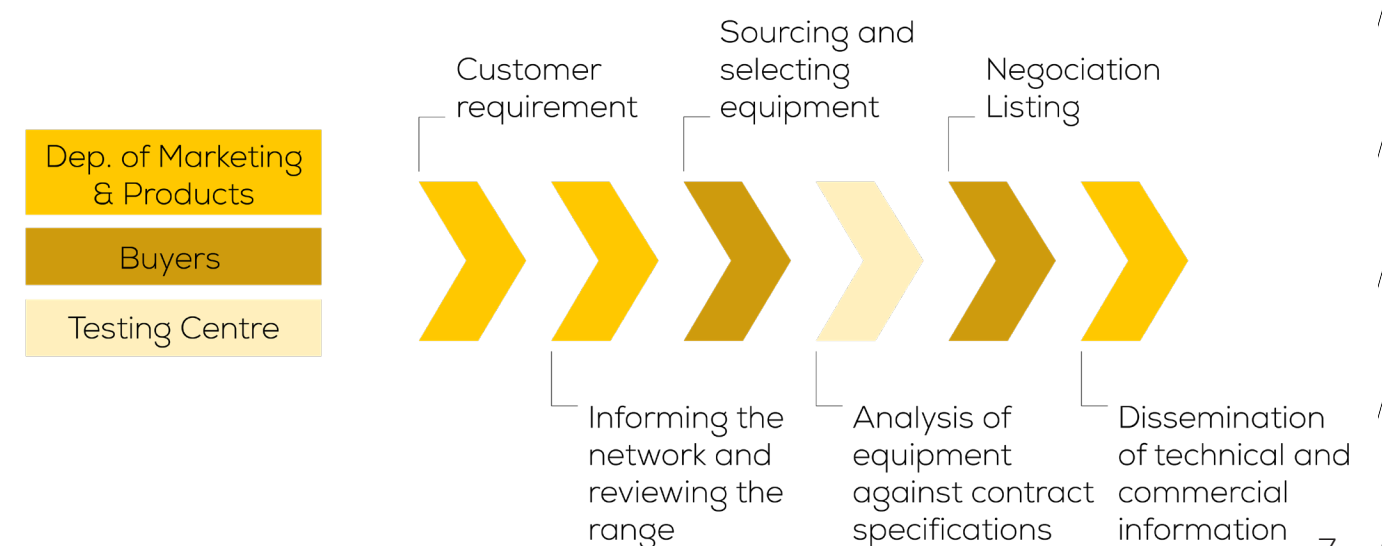 Dep. of Marketing
& Products
Buyers
Testing Centre
Customer
requirement
Informing the
network and
reviewing the
range
Sourcing and
selecting
equipment
Analysis of
equipment
against contract
specifications
Negociation
Listing
Dissemination
of technical and
commercial
information